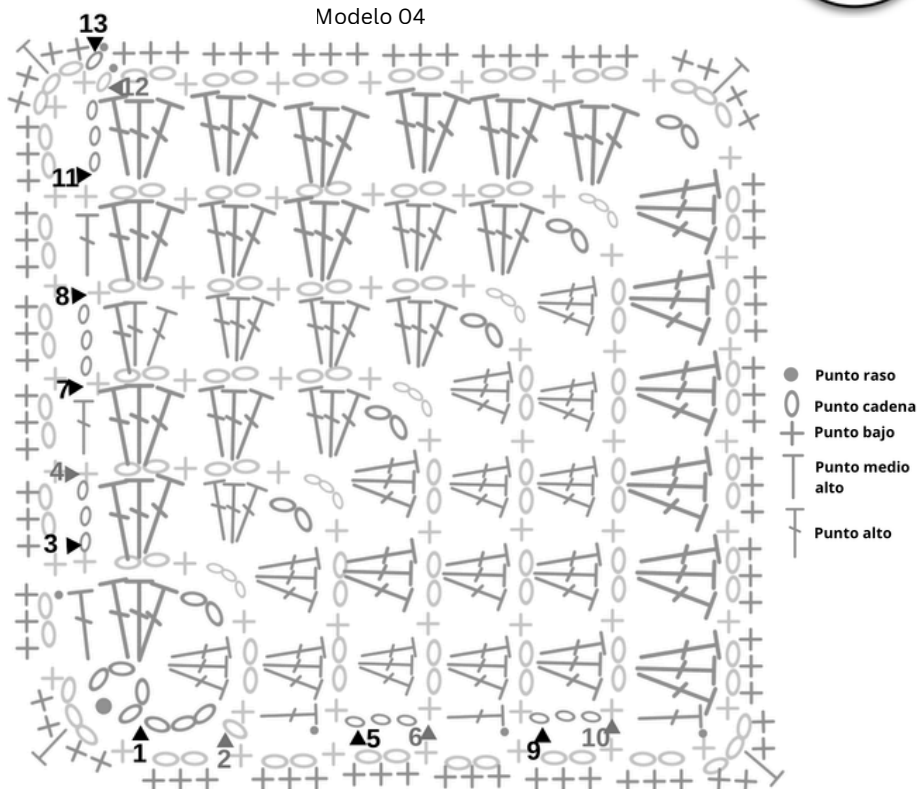 Modelo 04
13
12
11
8
7
4
3
1
2
5
6
9
10
Punto raso
Punto cadena
Punto bajo
Punto medio
alto
Punto alto